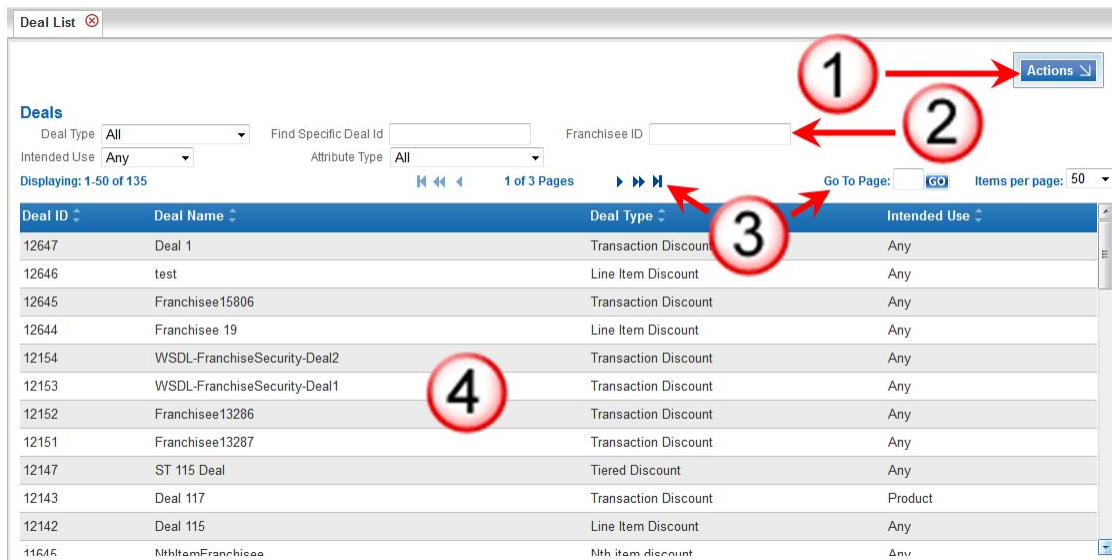 Deal List
1
Actions
Deals
2
Deal Type All Find Specific Deal Id Franchisee ID
Intended Use Any Attribute Type All
Displaying: 1-50 of 135 1 of 3 Pages Go To Page: GO Items per page: 50
3
Deal ID Deal Name Deal Type Intended Use
12647 Deal 1 Transaction Discount Any
12646 test Line Item Discount Any
12645 Franchisee15806 Transaction Discount Any
12644 Franchisee 19 Line Item Discount Any
12154 WSDL-FranchiseSecurity-Deal2 Transaction Discount Any
12153 WSDL-FranchiseSecurity-Deal1 Transaction Discount Any
4
12152 Franchisee13286 Transaction Discount Any
12151 Franchisee13287 Transaction Discount Any
12147 ST 115 Deal Tiered Discount Any
12143 Deal 117 Transaction Discount Product
12142 Deal 115 Line Item Discount Any
11645 NthItemFranchisee Nth item discount Any